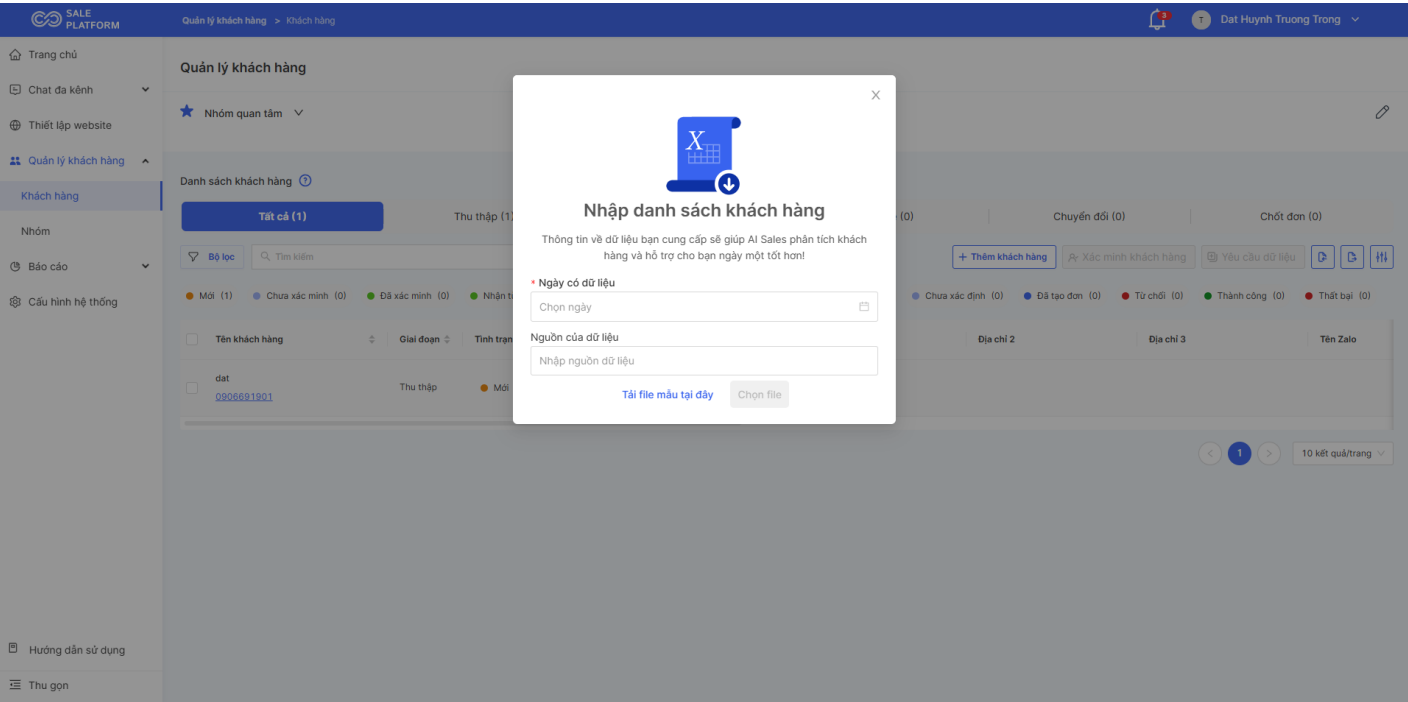 SALE
PLATFORM
Quản lý khách hàng > Khách hàng
3
T
Dat Huynh Truong Trong
Trang chủ
Chat đa kênh
Thiết lập website
Quản lý khách hàng
Khách hàng
Nhóm
Báo cáo
Cấu hình hệ thống
Hướng dẫn sử dụng
Thu gọn
Quản lý khách hàng
Nhóm quan tâm
Danh sách khách hàng ?
Tất cả (1)
Thu thập (1)
(0)
Chuyển đổi (0)
Chốt đơn (0)
Bộ lọc
Tìm kiếm
+ Thêm khách hàng
Xác minh khách hàng
Yêu cầu dữ liệu
Mới (1)
Chưa xác minh (0)
Đã xác minh (0)
Nhận
Chưa xác định (0)
Đã tạo đơn (0)
Từ chối (0)
Thành công (0)
Thất bại (0)
Tên khách hàng
Giai đoạn
Tình trạn
Địa chỉ 2
Địa chỉ 3
Tên Zalo
dat
0906691901
Thu thập
Mới
1
10 kết quả/trang
X
Nhập danh sách khách hàng
Thông tin về dữ liệu bạn cung cấp sẽ giúp AI Sales phân tích khách
hàng và hỗ trợ cho bạn ngày một tốt hơn!
* Ngày có dữ liệu
Chọn ngày
Nguồn của dữ liệu
Nhập nguồn dữ liệu
Tải file mẫu tại đây
Chọn file